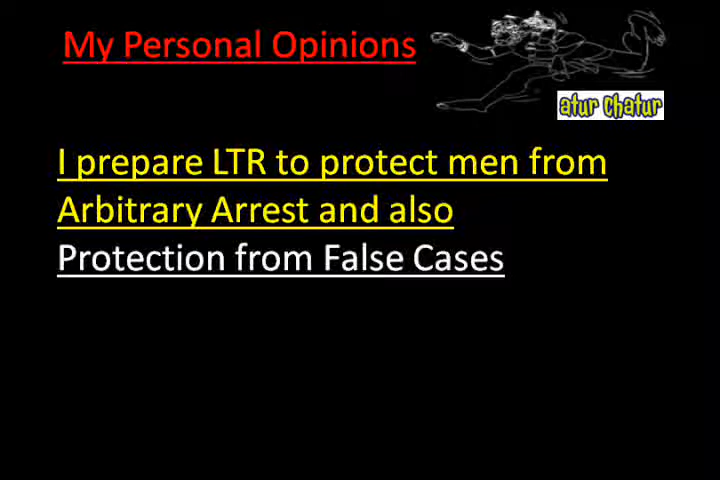 My Personal Opinions
atur chatur
I prepare LTR to protect men from
Arbitrary Arrest and also
Protection from False Cases